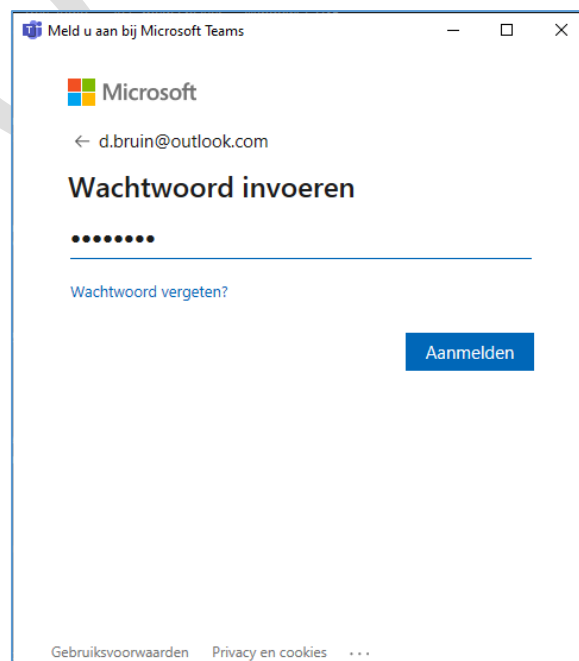 Meld u aan bij Microsoft Teams
Microsoft
← d.bruin@outlook.com
Wachtwoord invoeren
••••••••
Wachtwoord vergeten?
Aanmelden
Gebruiksvoorwaarden Privacy en cookies ...